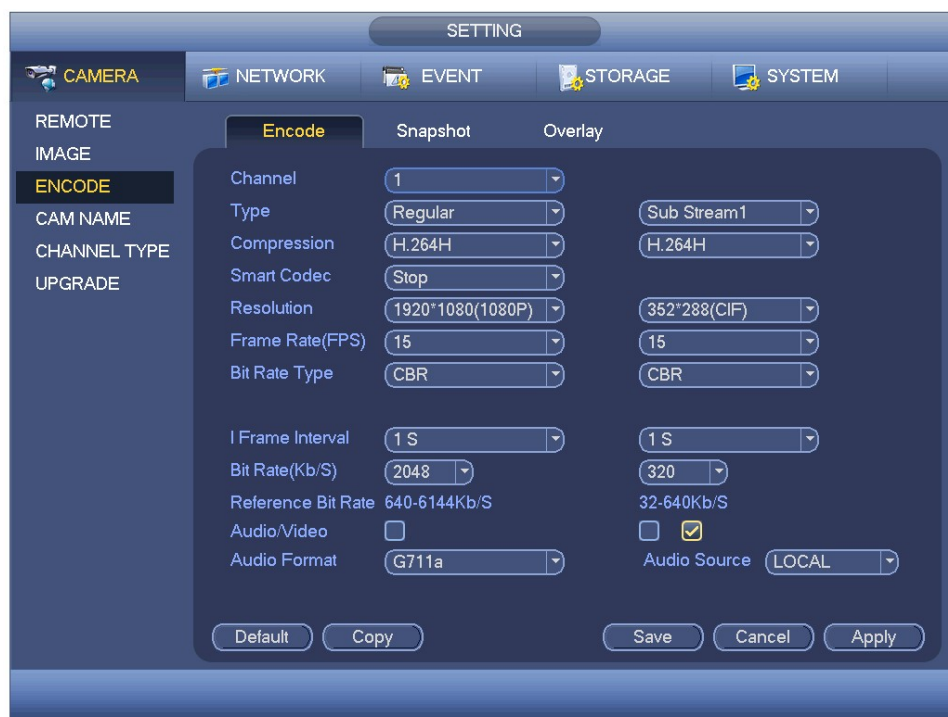 SETTING
CAMERA NETWORK EVENT STORAGE SYSTEM
REMOTE
IMAGE
ENCODE
CAM NAME
CHANNEL TYPE
UPGRADE
Encode Snapshot Overlay
Channel 1
Type Regular Sub Stream1
Compression H.264H H.264H
Smart Codec Stop
Resolution 1920*1080(1080P) 352*288(CIF)
Frame Rate(FPS) 15 15
Bit Rate Type CBR CBR
I Frame Interval 1 S 1 S
Bit Rate(Kb/S) 2048 320
Reference Bit Rate 640-6144Kb/S 32-640Kb/S
Audio/Video
Audio Format G711a Audio Source LOCAL
Default Copy Save Cancel Apply